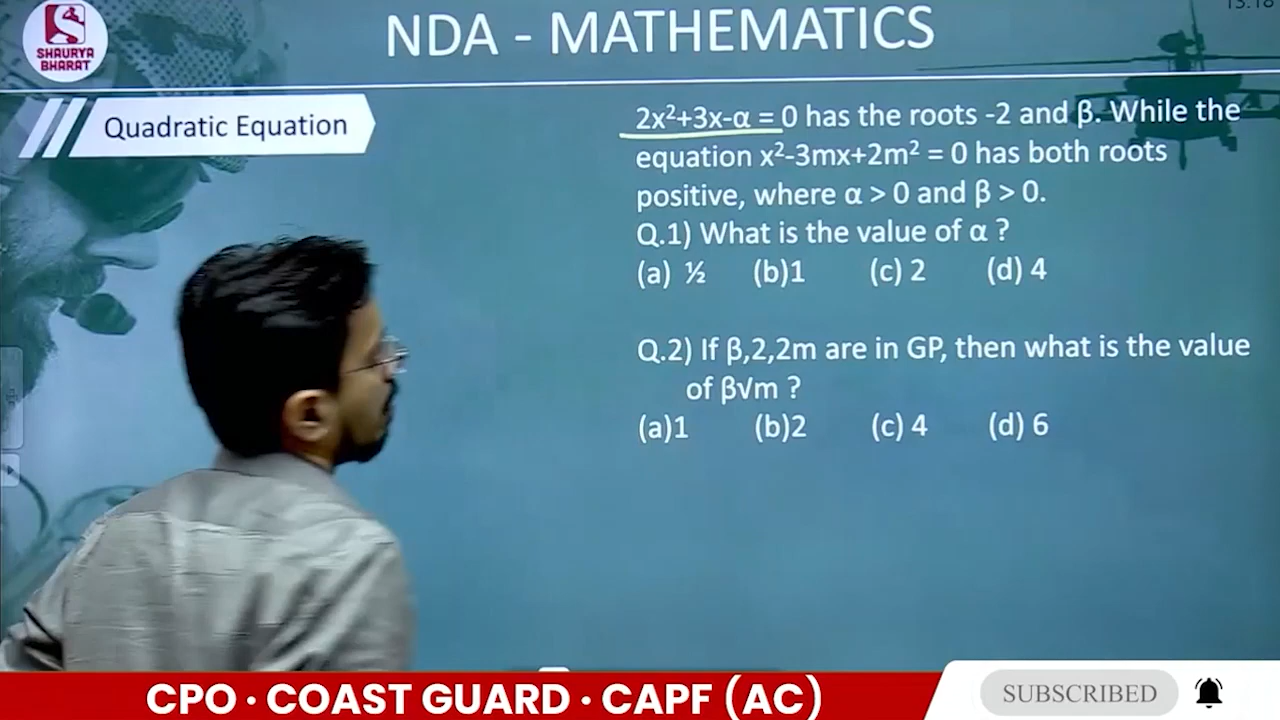 SHAURYA
BHARAT
NDA - MATHEMATICS
Quadratic Equation
2x²+3x-α = 0 has the roots -2 and β. While the
equation x²-3mx+2m² = 0 has both roots
positive, where α > 0 and β > 0.
Q.1) What is the value of α ?
(a) ½ (b)1 (c) 2 (d) 4
Q.2) If β,2,2m are in GP, then what is the value
of β√m ?
(a)1 (b)2 (c) 4 (d) 6
CPO · COAST GUARD · CAPF (AC)
SUBSCRIBED